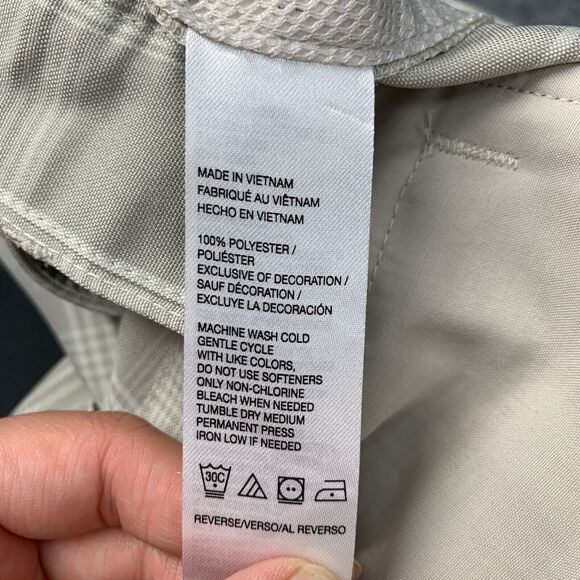 MADE IN VIETNAM
FABRIQUÉ AU VIÊTNAM
HECHO EN VIETNAM
100% POLYESTER /
POLIÉSTER
EXCLUSIVE OF DECORATION/
SAUF DÉCORATION /
EXCLUYE LA DECORACIÓN
MACHINE WASH COLD
GENTLE CYCLE
WITH LIKE COLORS,
DO NOT USE SOFTENERS
ONLY NON-CHLORINE
BLEACH WHEN NEEDED
TUMBLE DRY MEDIUM
PERMANENT PRESS
IRON LOW IF NEEDED
30C
REVERSE/VERSO/AL REVERSO